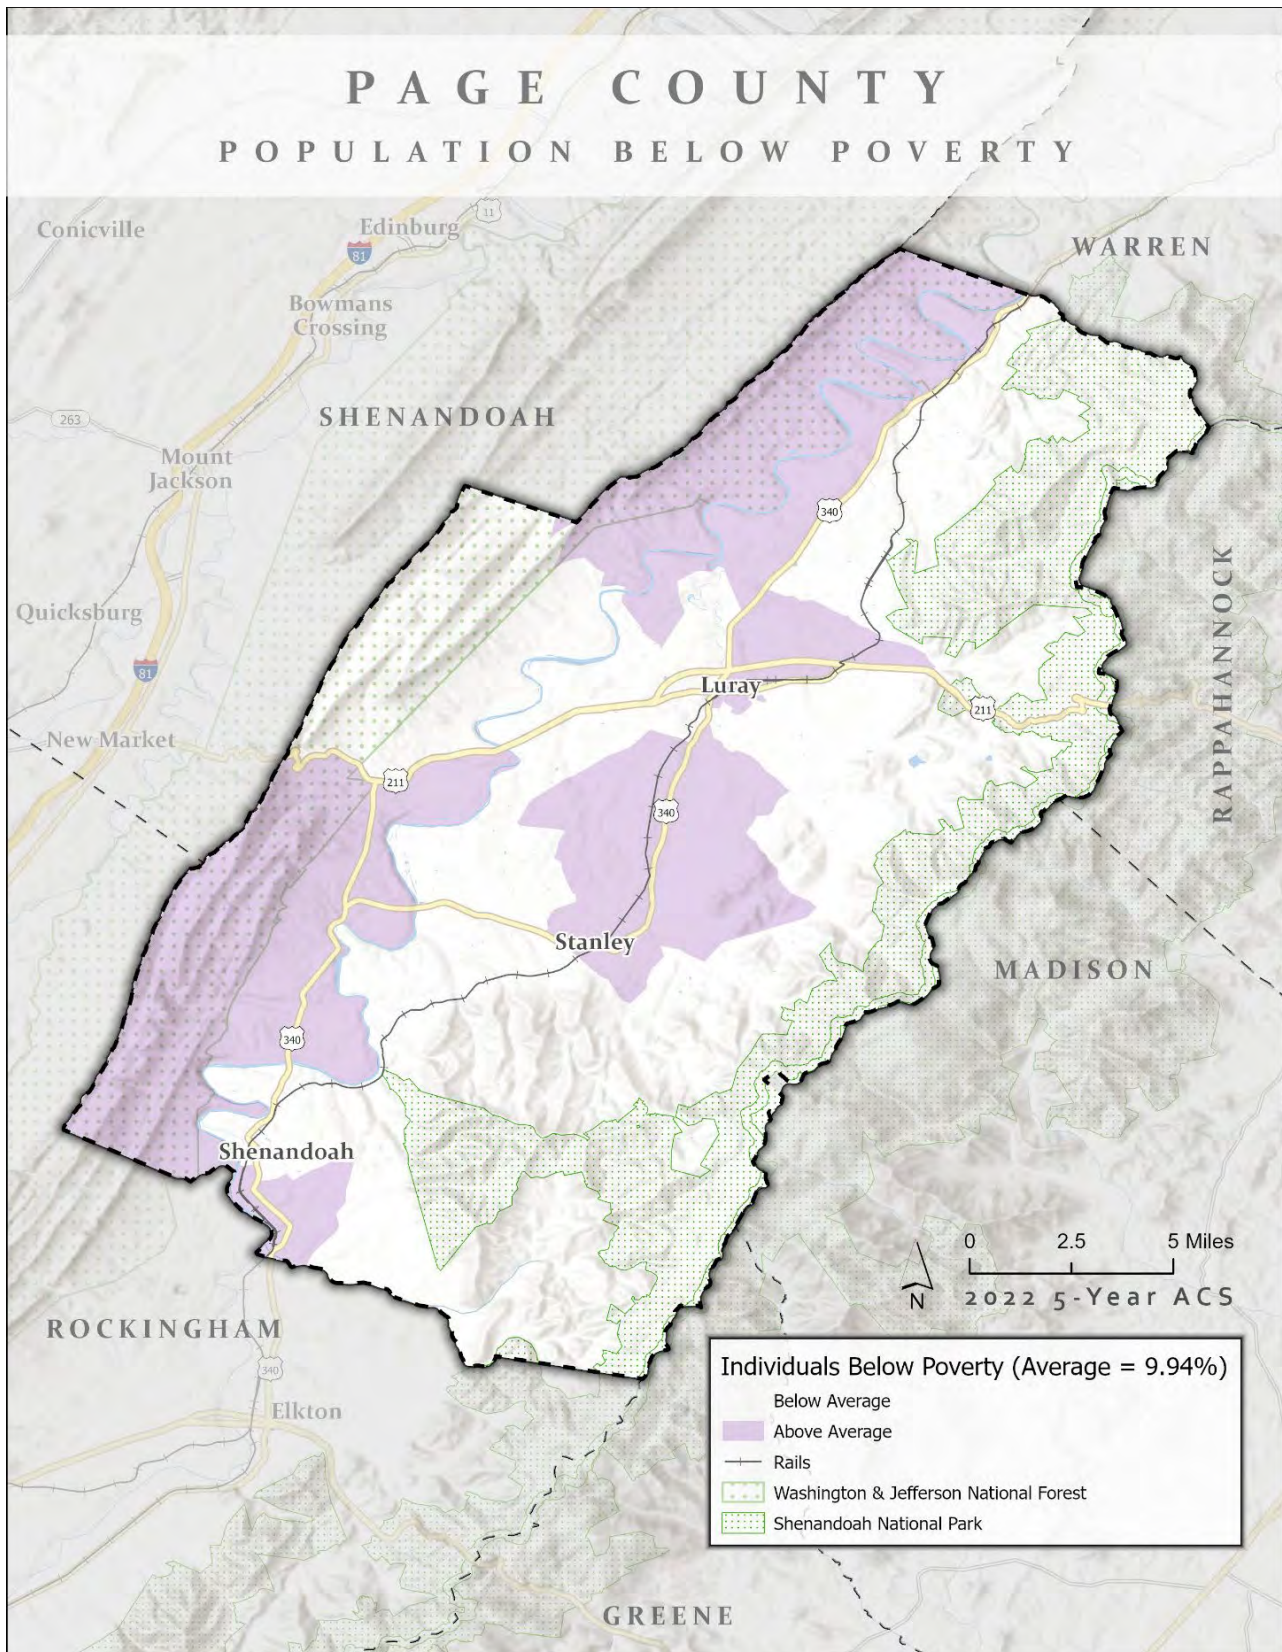 PAGE COUNTY
POPULATION BELOW POVERTY
Conicville
Edinburg
11
81
WARREN
Bowmans
Crossing
SHENANDOAH
263
Mount
Jackson
340
RAPPAHANNOCK
Quicksburg
81
Luray
211
New Market
211
340
Stanley
MADISON
340
Shenandoah
0 2.5 5 Miles
N
2022 5-Year ACS
ROCKINGHAM
340
Elkton
Individuals Below Poverty (Average = 9.94%)
Below Average
Above Average
Rails
Washington & Jefferson National Forest
Shenandoah National Park
GREENE